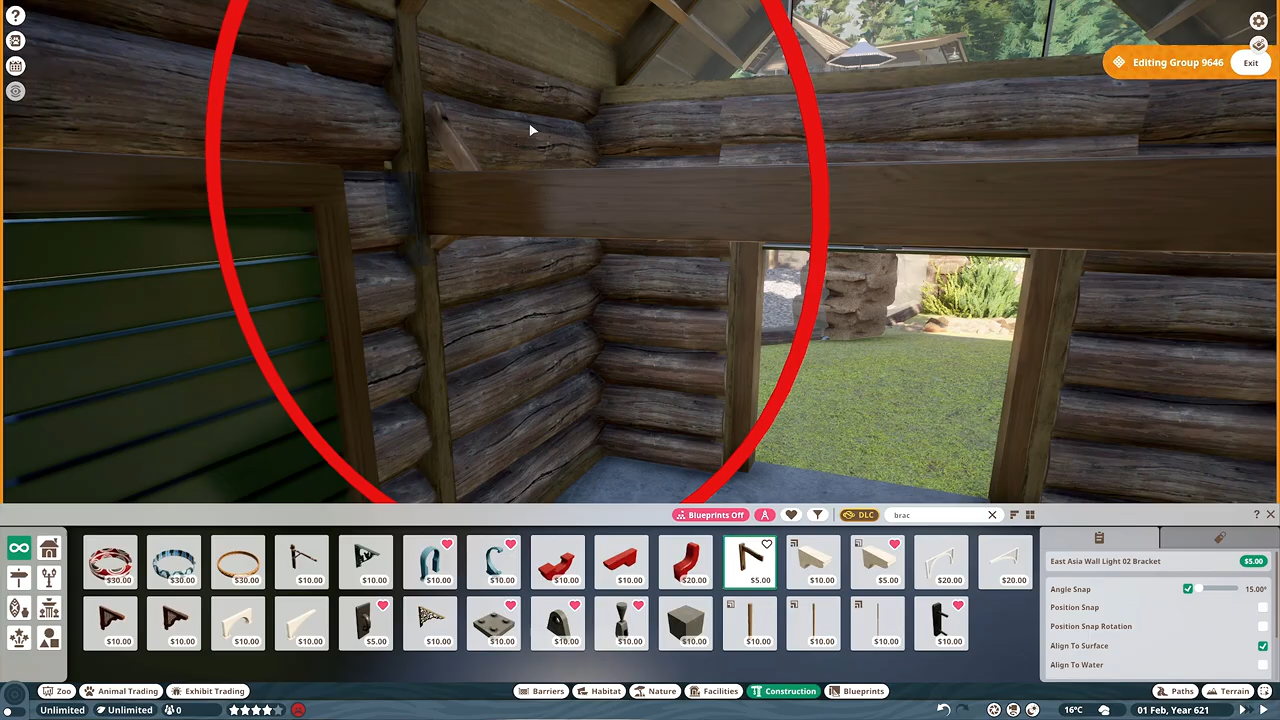 ?
Editing Group 9646
Exit
Blueprints Off
DLC
brac
?
$30.00
$30.00
$30.00
$10.00
$10.00
$10.00
$10.00
$10.00
$10.00
$20.00
$5.00
$10.00
$5.00
$20.00
$20.00
$10.00
$10.00
$10.00
$10.00
$5.00
$10.00
$10.00
$10.00
$10.00
$10.00
$10.00
$10.00
$10.00
$10.00
East Asia Wall Light 02 Bracket
$5.00
Angle Snap
15.00°
Position Snap
Position Snap Rotation
Align To Surface
Align To Water
Zoo
Animal Trading
Exhibit Trading
Barriers
Habitat
Nature
Facilities
Construction
Blueprints
Paths
Terrain
Unlimited
Unlimited
0
16°C
01 Feb, Year 621